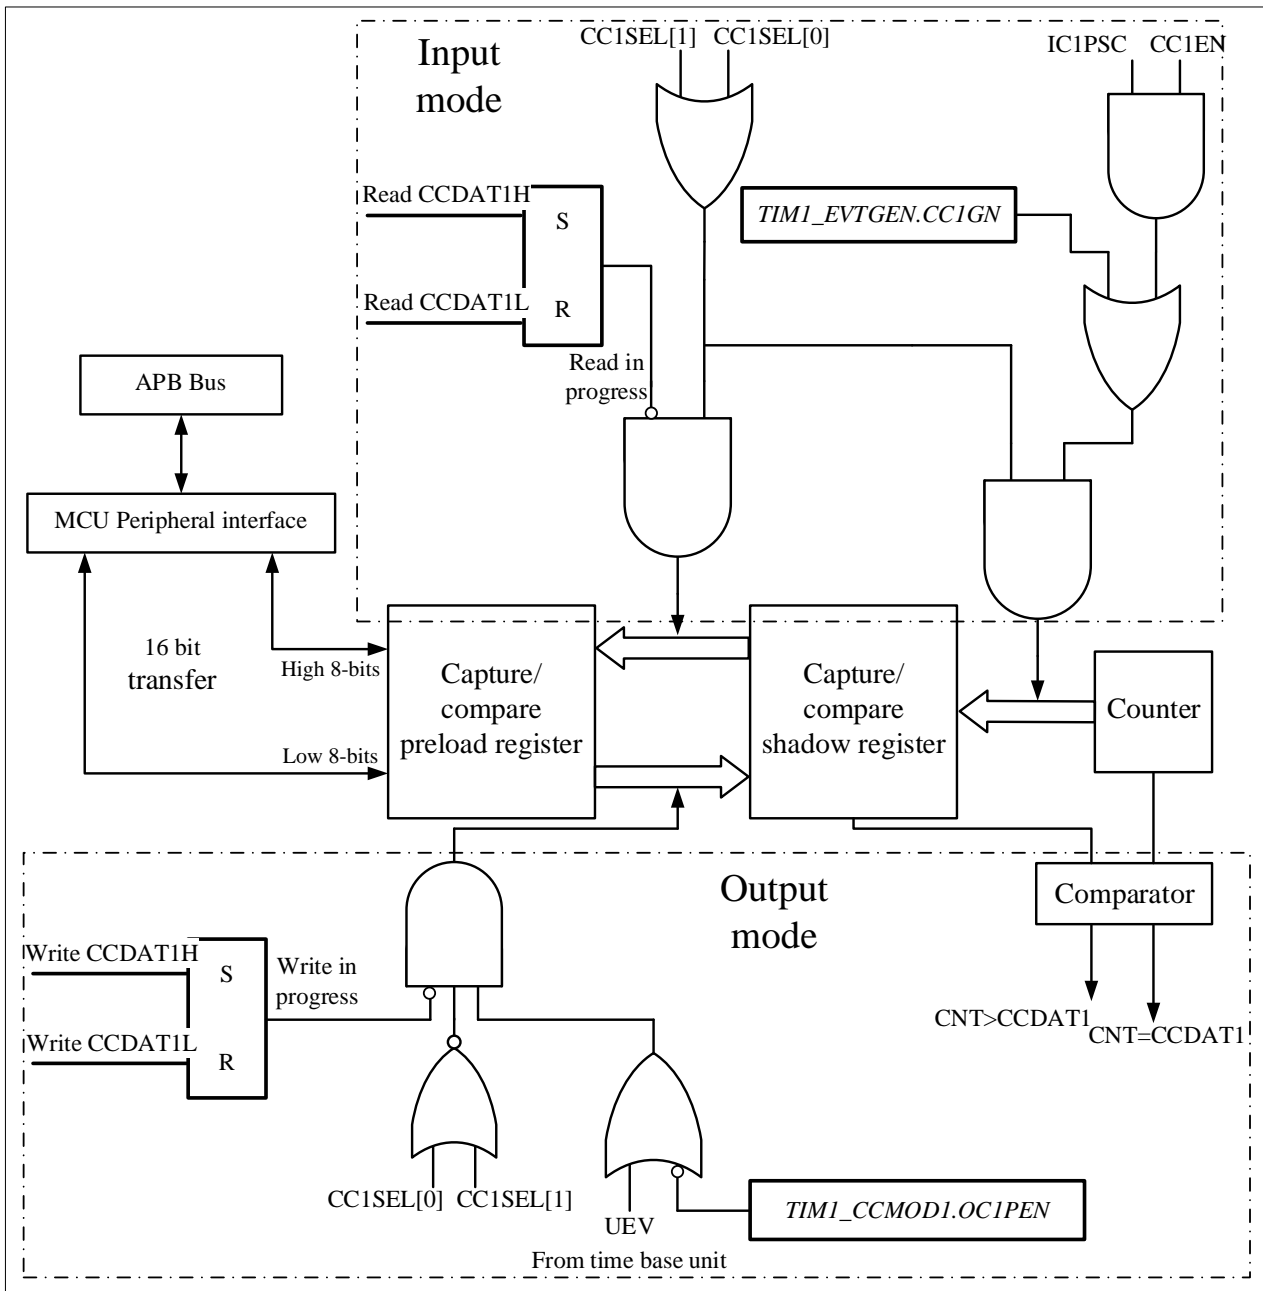 Input
mode
CC1SEL[1]
CC1SEL[0]
IC1PSC
CC1EN
Read CCDAT1H
S
TIM1_EVTGEN.CC1GN
Read CCDAT1L
R
Read in
progress
APB Bus
MCU Peripheral interface
16 bit
transfer
High 8-bits
Low 8-bits
Capture/
compare
preload register
Capture/
compare
shadow register
Counter
Output
mode
Comparator
Write CCDAT1H
S
Write in
progress
Write CCDAT1L
R
CNT>CCDAT1
CNT=CCDAT1
CC1SEL[0]
CC1SEL[1]
UEV
TIM1_CCMOD1.OC1PEN
From time base unit